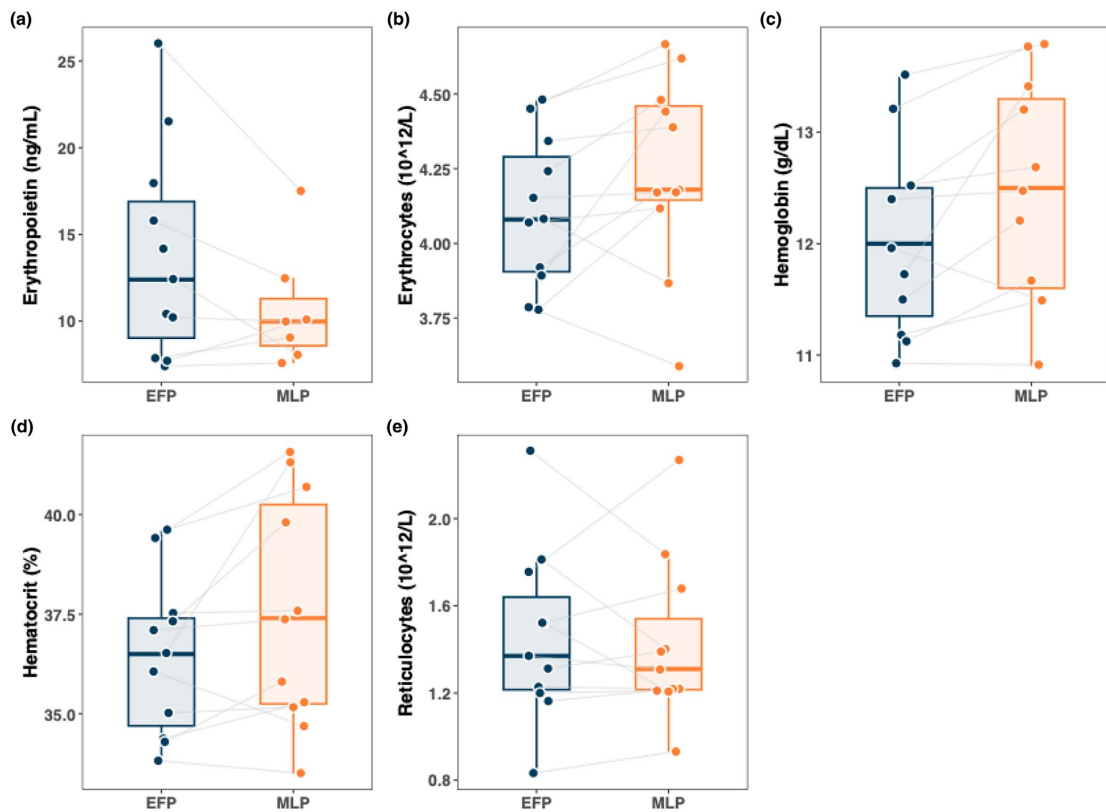 (a)
Erythropoietin (ng/mL)
25
20
15
10
EFP
MLP
(b)
Erythrocytes (10^12/L)
4.50
4.25
4.00
3.75
EFP
MLP
(c)
Hemoglobin (g/dL)
13
12
11
EFP
MLP
(d)
Hematocrit (%)
40.0
37.5
35.0
EFP
MLP
(e)
Reticulocytes (10^12/L)
2.0
1.6
1.2
0.8
EFP
MLP